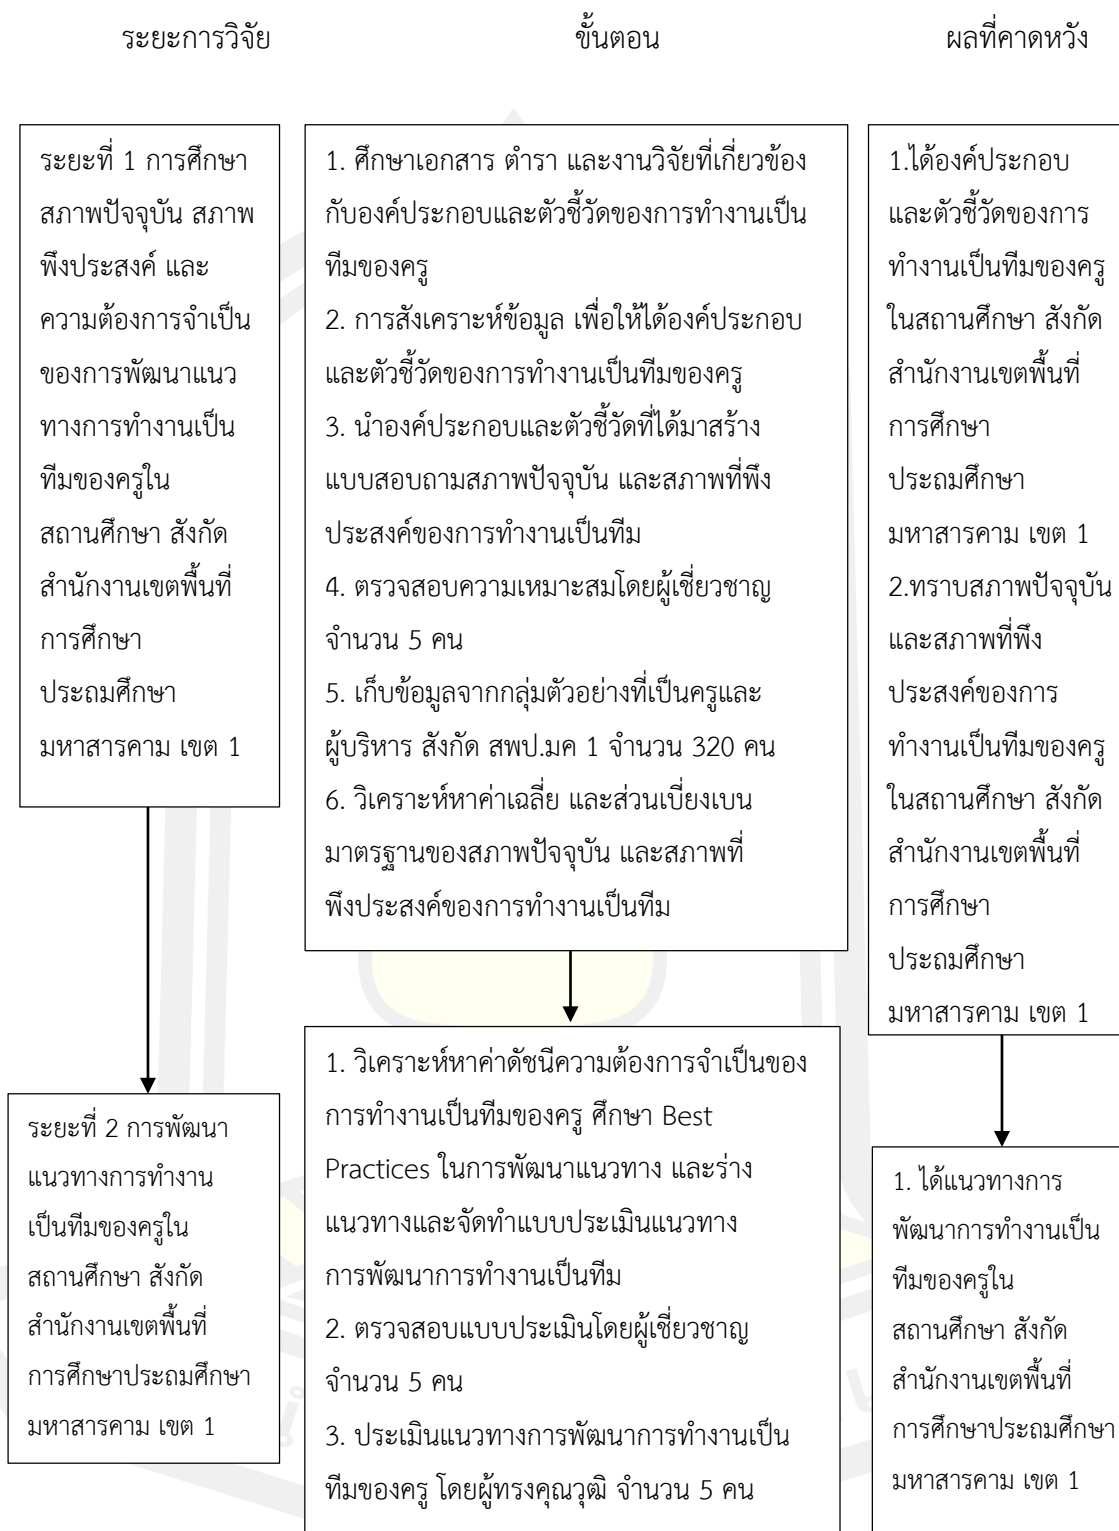 ระยะการวิจัย ขั้นตอน ผลที่คาดหวัง
ระยะที่ 1 การศึกษา
สภาพปัจจุบัน สภาพ
พึงประสงค์ และ
ความต้องการจำเป็น
ของการพัฒนาแนว
ทางการทำงานเป็น
ทีมของครูใน
สถานศึกษา สังกัด
สำนักงานเขตพื้นที่
การศึกษา
ประถมศึกษา
มหาสารคาม เขต 1
1. ศึกษาเอกสาร ตำรา และงานวิจัยที่เกี่ยวข้อง
กับองค์ประกอบและตัวชี้วัดของการทำงานเป็น
ทีมของครู
2. การสังเคราะห์ข้อมูล เพื่อให้ได้องค์ประกอบ
และตัวชี้วัดของการทำงานเป็นทีมของครู
3. นำองค์ประกอบและตัวชี้วัดที่ได้มาสร้าง
แบบสอบถามสภาพปัจจุบัน และสภาพที่พึง
ประสงค์ของการทำงานเป็นทีม
4. ตรวจสอบความเหมาะสมโดยผู้เชี่ยวชาญ
จำนวน 5 คน
5. เก็บข้อมูลจากกลุ่มตัวอย่างที่เป็นครูและ
ผู้บริหาร สังกัด สพป.มค 1 จำนวน 320 คน
6. วิเคราะห์หาค่าเฉลี่ย และส่วนเบี่ยงเบน
มาตรฐานของสภาพปัจจุบัน และสภาพที่
พึงประสงค์ของการทำงานเป็นทีม
1.ได้องค์ประกอบ
และตัวชี้วัดของการ
ทำงานเป็นทีมของครู
ในสถานศึกษา สังกัด
สำนักงานเขตพื้นที่
การศึกษา
ประถมศึกษา
มหาสารคาม เขต 1
2.ทราบสภาพปัจจุบัน
และสภาพที่พึง
ประสงค์ของการ
ทำงานเป็นทีมของครู
ในสถานศึกษา สังกัด
สำนักงานเขตพื้นที่
การศึกษา
ประถมศึกษา
มหาสารคาม เขต 1
ระยะที่ 2 การพัฒนา
แนวทางการทำงาน
เป็นทีมของครูใน
สถานศึกษา สังกัด
สำนักงานเขตพื้นที่
การศึกษาประถมศึกษา
มหาสารคาม เขต 1
1. วิเคราะห์หาค่าดัชนีความต้องการจำเป็นของ
การทำงานเป็นทีมของครู ศึกษา Best
Practices ในการพัฒนาแนวทาง และร่าง
แนวทางและจัดทำแบบประเมินแนวทาง
การพัฒนาการทำงานเป็นทีม
2. ตรวจสอบแบบประเมินโดยผู้เชี่ยวชาญ
จำนวน 5 คน
3. ประเมินแนวทางการพัฒนาการทำงานเป็น
ทีมของครู โดยผู้ทรงคุณวุฒิ จำนวน 5 คน
1. ได้แนวทางการ
พัฒนาการทำงานเป็น
ทีมของครูใน
สถานศึกษา สังกัด
สำนักงานเขตพื้นที่
การศึกษาประถมศึกษา
มหาสารคาม เขต 1